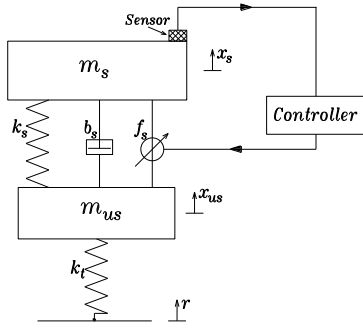 Sensor
x_s
m_s
Controller
k_s
b_s
f_s
m_us
x_us
k_t
r